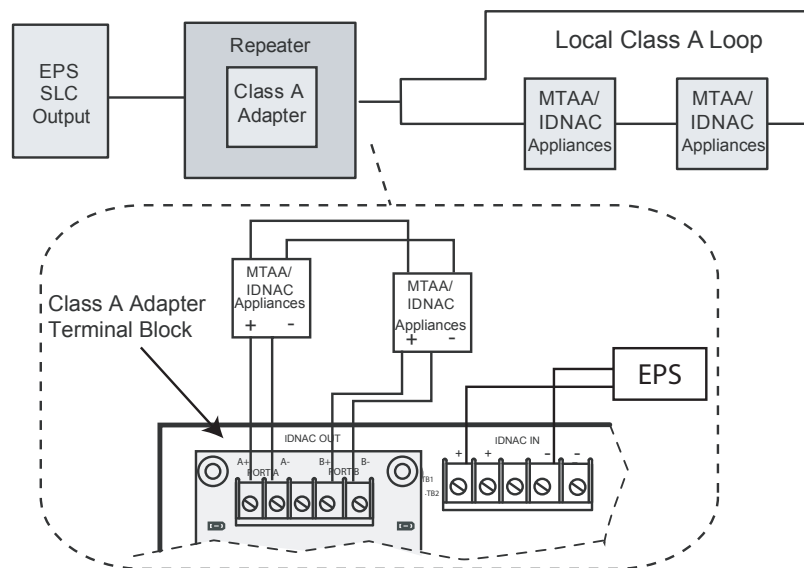 EPS
SLC
Output
Repeater
Class A
Adapter
Local Class A Loop
MTAA/
IDNAC
Appliances
MTAA/
IDNAC
Appliances
MTAA/
IDNAC
Appliances
+ -
MTAA/
IDNAC
Appliances
+ -
Class A Adapter
Terminal Block
EPS
IDNAC OUT
A+ A- B+ B-
PORT A PORT B
IDNAC IN
+ + - -
TB1
-TB2